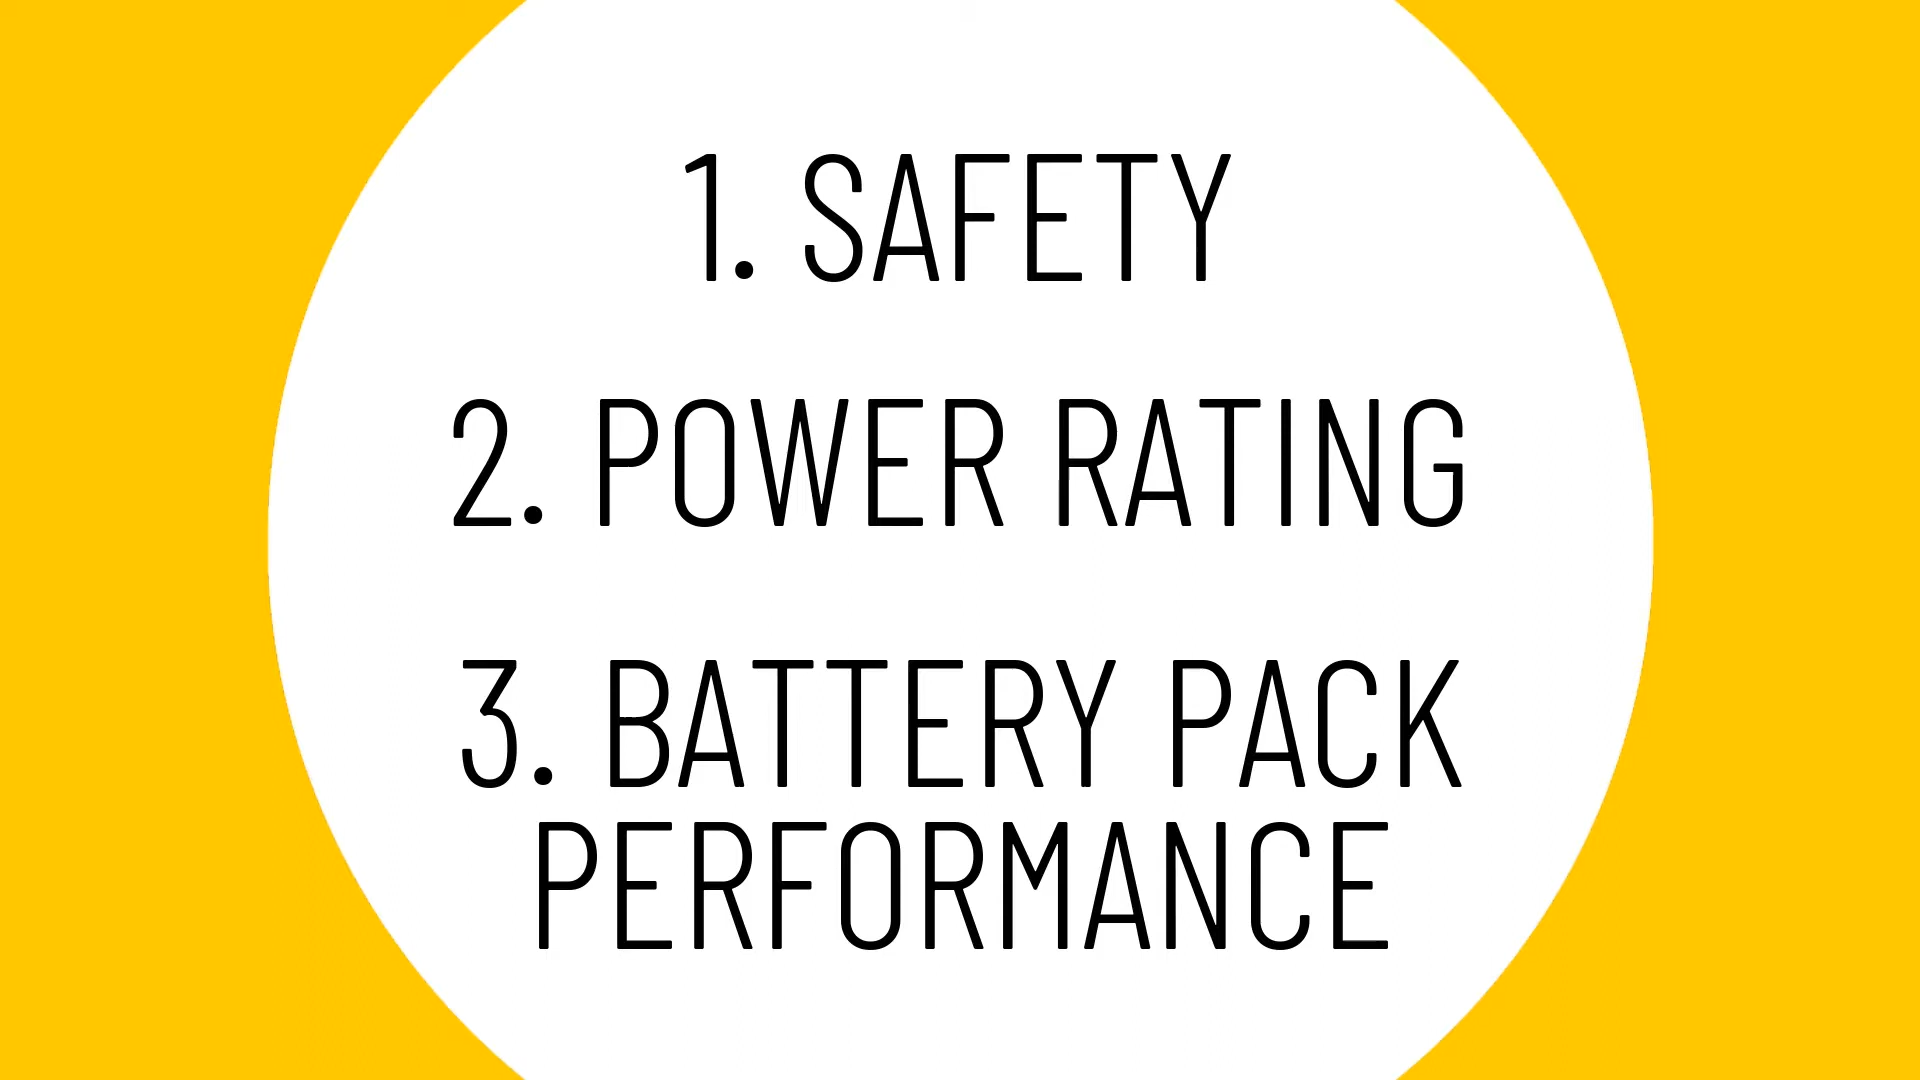 1. SAFETY
2. POWER RATING
3. BATTERY PACK
PERFORMANCE